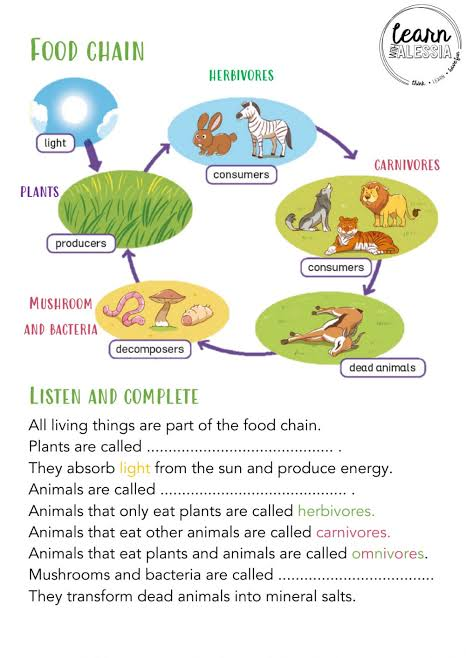 FOOD CHAIN
learn
with
ALESSIA
think • LEARN • have fun
HERBIVORES
light
consumers
CARNIVORES
PLANTS
producers
consumers
MUSHROOM
AND BACTERIA
decomposers
dead animals
LISTEN AND COMPLETE
All living things are part of the food chain.
Plants are called ............................................ .
They absorb light from the sun and produce energy.
Animals are called ............................................ .
Animals that only eat plants are called herbivores.
Animals that eat other animals are called carnivores.
Animals that eat plants and animals are called omnivores.
Mushrooms and bacteria are called .....................................
They transform dead animals into mineral salts.